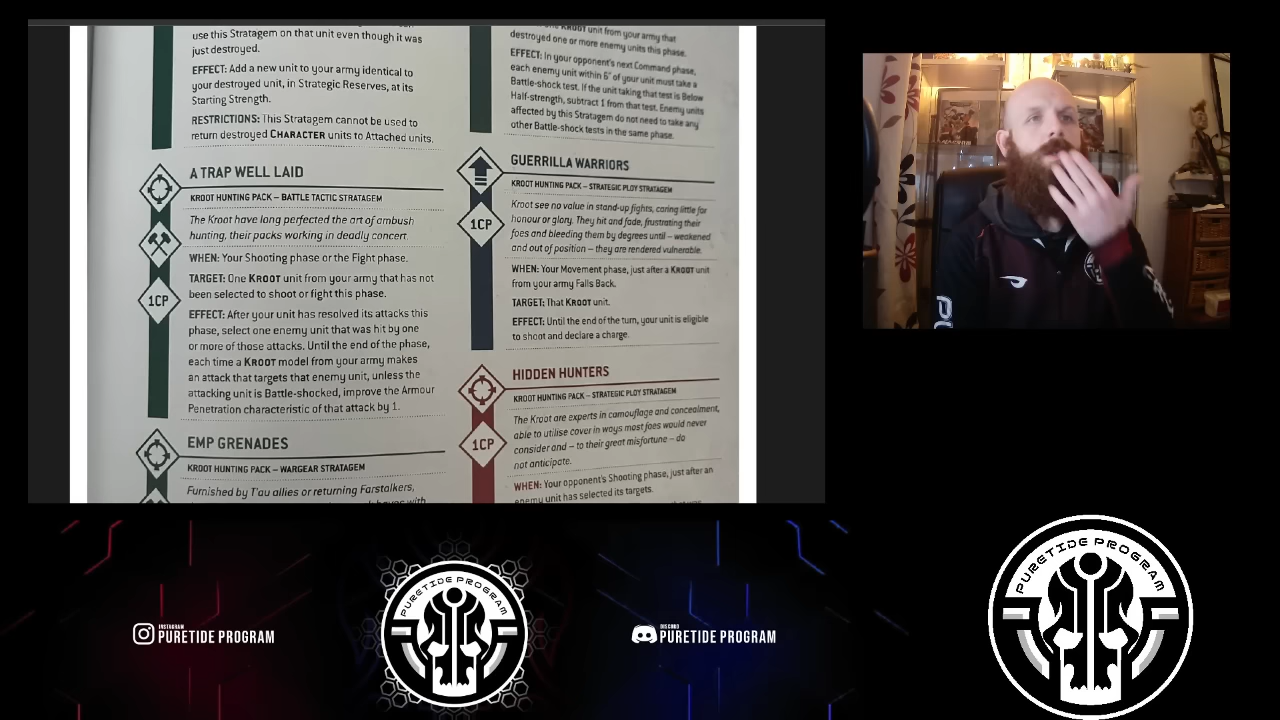 use this Stratagem on that unit even though it was
just destroyed.
EFFECT: Add a new unit to your army identical to
your destroyed unit, in Strategic Reserves, at its
Starting Strength.
RESTRICTIONS: This Stratagem cannot be used to
return destroyed CHARACTER units to Attached units.
A TRAP WELL LAID
KROOT HUNTING PACK – BATTLE TACTIC STRATAGEM
The Kroot have long perfected the art of ambush
hunting, their packs working in deadly concert.
WHEN: Your Shooting phase or the Fight phase.
TARGET: One KROOT unit from your army that has not
been selected to shoot or fight this phase.
1CP
EFFECT: After your unit has resolved its attacks this
phase, select one enemy unit that was hit by one
or more of those attacks. Until the end of the phase,
each time a KROOT model from your army makes
an attack that targets that enemy unit, unless the
attacking unit is Battle-shocked, improve the Armour
Penetration characteristic of that attack by 1.
EMP GRENADES
KROOT HUNTING PACK – WARGEAR STRATAGEM
Furnished by T'au allies or returning Farstalkers,
KROOT unit from your army that
destroyed one or more enemy units this phase.
EFFECT: In your opponent's next Command phase,
each enemy unit within 6" of your unit must take a
Battle-shock test. If the unit taking that test is Below
Half-strength, subtract 1 from that test. Enemy units
affected by this Stratagem do not need to take any
other Battle-shock tests in the same phase.
GUERRILLA WARRIORS
KROOT HUNTING PACK – STRATEGIC PLOY STRATAGEM
Kroot see no value in stand-up fights, caring little for
honour or glory. They hit and fade, frustrating their
1CP
foes and bleeding them by degrees until – weakened
and out of position – they are rendered vulnerable.
WHEN: Your Movement phase, just after a KROOT unit
from your army Falls Back.
TARGET: That KROOT unit.
EFFECT: Until the end of the turn, your unit is eligible
to shoot and declare a charge.
HIDDEN HUNTERS
KROOT HUNTING PACK – STRATEGIC PLOY STRATAGEM
The Kroot are experts in camouflage and concealment,
able to utilise cover in ways most foes would never
1CP
consider and – to their great misfortune – do
not anticipate.
WHEN: Your opponent's Shooting phase, just after an
enemy unit has selected its targets.
INSTAGRAM
PURETIDE PROGRAM
PURETIDE PROGRAM
DISCORD
PURETIDE PROGRAM
PURETIDE PROGRAM